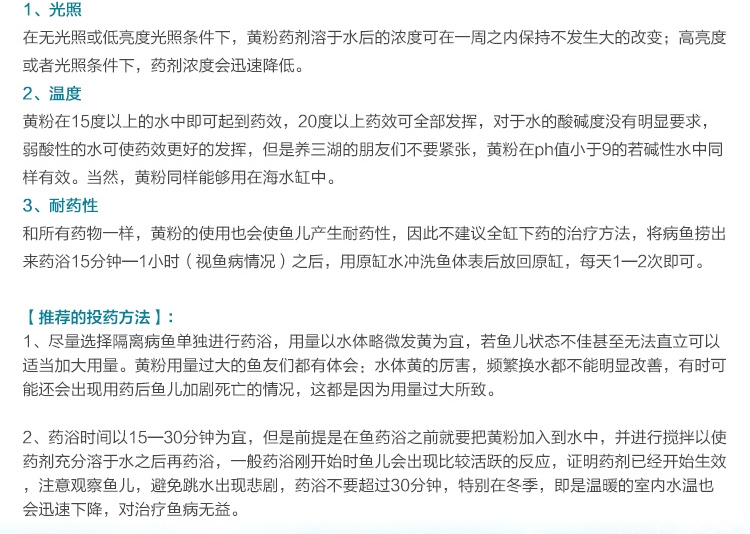 1、光照
在无光照或低亮度光照条件下，黄粉药剂溶于水后的浓度可在一周之内保持不发生大的改变；高亮度
或者光照条件下，药剂浓度会迅速降低。
2、温度
黄粉在15度以上的水中即可起到药效，20度以上药效可全部发挥，对于水的酸碱度没有明显要求，
弱酸性的水可使药效更好的发挥，但是养三湖的朋友们不要紧张，黄粉在ph值小于9的若碱性水中同
样有效。当然，黄粉同样能够用在海水缸中。
3、耐药性
和所有药物一样，黄粉的使用也会使鱼儿产生耐药性，因此不建议全缸下药的治疗方法，将病鱼捞出
来药浴15分钟—1小时（视鱼病情况）之后，用原缸水冲洗鱼体表后放回原缸，每天1—2次即可。
【推荐的投药方法】：
1、尽量选择隔离病鱼单独进行药浴，用量以水体略微发黄为宜，若鱼儿状态不佳甚至无法直立可以
适当加大用量。黄粉用量过大的鱼友们都有体会；水体黄的厉害，频繁换水都不能明显改善，有时可
能还会出现用药后鱼儿加剧死亡的情况，这都是因为用量过大所致。
2、药浴时间以15—30分钟为宜，但是前提是在鱼药浴之前就要把黄粉加入到水中，并进行搅拌以使
药剂充分溶于水之后再药浴，一般药浴刚开始时鱼儿会出现比较活跃的反应，证明药剂已经开始生效
，注意观察鱼儿，避免跳水出现悲剧，药浴不要超过30分钟，特别在冬季，即是温暖的室内水温也
会迅速下降，对治疗鱼病无益。